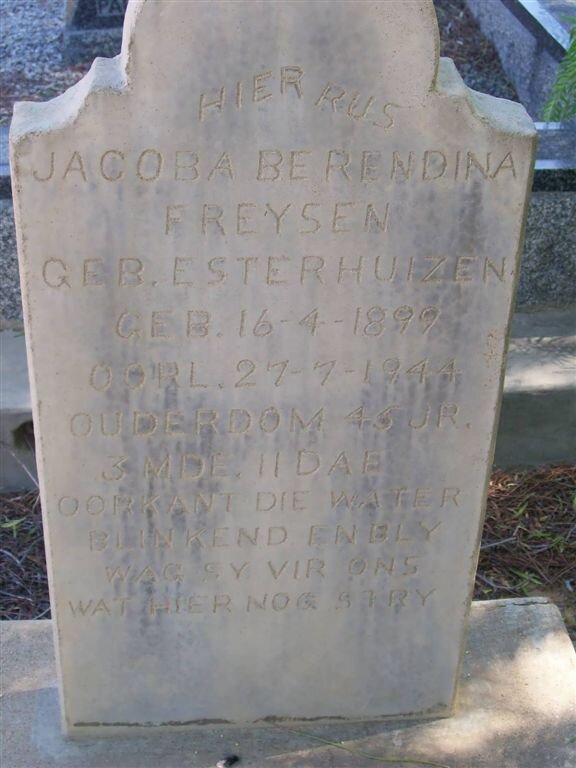 HIER RUS
JACOBA BERENDINA
FREYSEN
GEB. ESTERHUIZEN
GEB. 16-4-1899
OORL. 27-7-1944
OUDERDOM 45 JR.
3 MDE. 11 DAE
OORKANT DIE WATER
BLINKEND EN BLY
WAG SY VIR ONS
WAT HIER NOG STRY